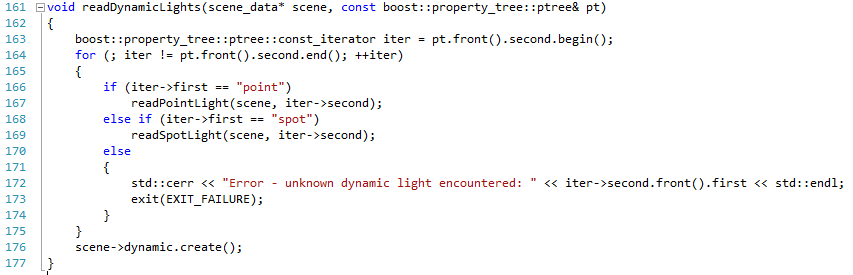 161 void readDynamicLights(scene_data* scene, const boost::property_tree::ptree& pt)
162 {
163     boost::property_tree::ptree::const_iterator iter = pt.front().second.begin();
164     for (; iter != pt.front().second.end(); ++iter)
165     {
166         if (iter->first == "point")
167             readPointLight(scene, iter->second);
168         else if (iter->first == "spot")
169             readSpotLight(scene, iter->second);
170         else
171         {
172             std::cerr << "Error - unknown dynamic light encountered: " << iter->second.front().first << std::endl;
173             exit(EXIT_FAILURE);
174         }
175     }
176     scene->dynamic.create();
177 }